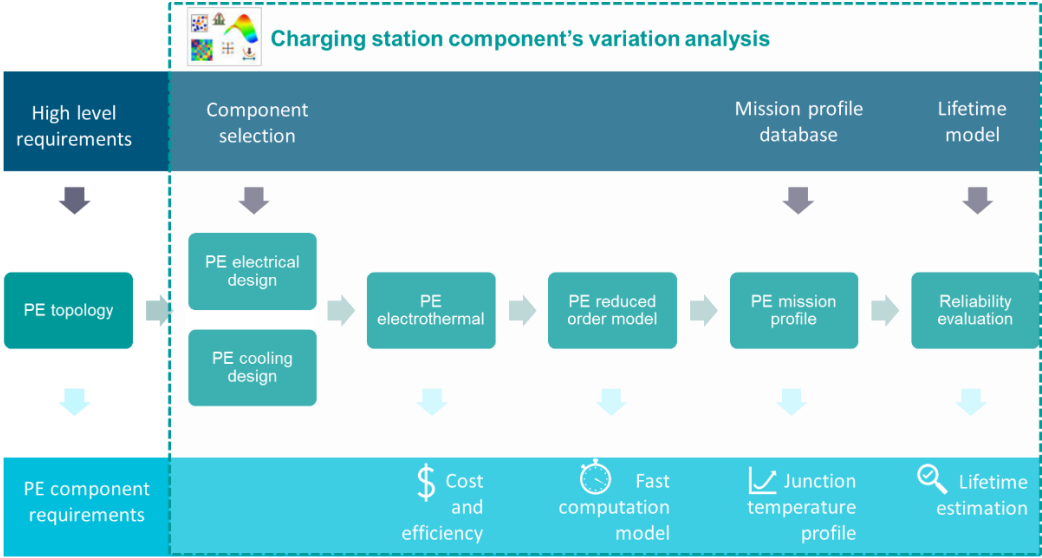 Charging station component's variation analysis
High level
requirements
Component
selection
Mission profile
database
Lifetime
model
PE topology
PE electrical
design
PE cooling
design
PE
electrothermal
PE reduced
order model
PE mission
profile
Reliability
evaluation
PE component
requirements
$ Cost
and
efficiency
Fast
computation
model
Junction
temperature
profile
Lifetime
estimation